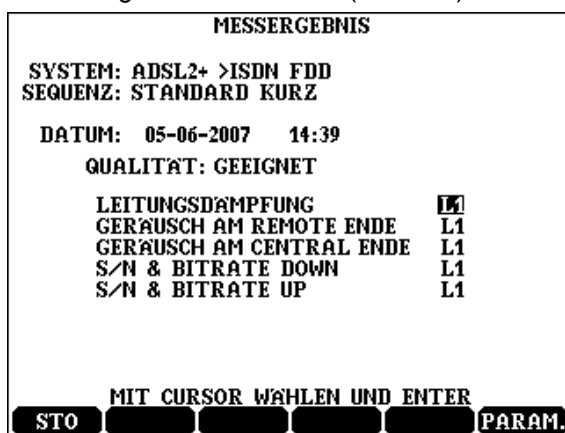 MESSERGEBNIS
SYSTEM: ADSL2+ >ISDN FDD
SEQUENZ: STANDARD KURZ
DATUM: 05-06-2007 14:39
QUALITÄT: GEEIGNET
LEITUNGSDÄMPFUNG L1
GERÄUSCH AM REMOTE ENDE L1
GERÄUSCH AM CENTRAL ENDE L1
S/N & BITRATE DOWN L1
S/N & BITRATE UP L1
MIT CURSOR WÄHLEN UND ENTER
STO PARAM.